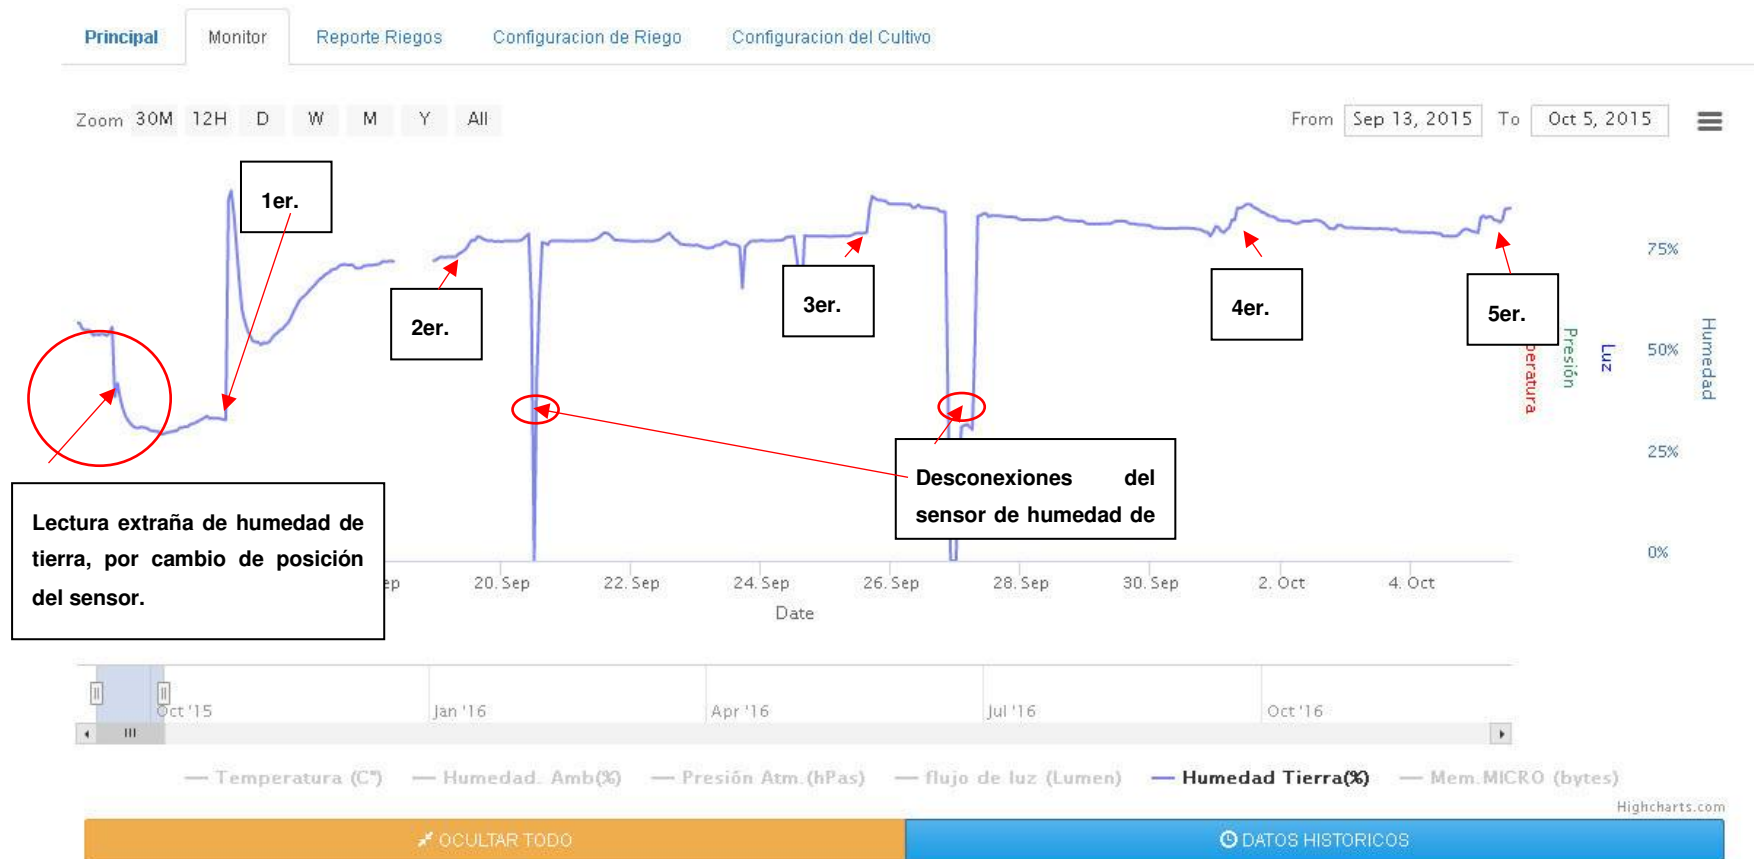 Principal Monitor Reporte Riegos Configuracion de Riego Configuracion del Cultivo
Zoom 30M 12H D W M Y All From Sep 13, 2015 To Oct 5, 2015
1er.
2er.
3er.
4er.
5er.
75%
50%
25%
0%
peratura
Presión
Luz
Humedad
Desconexiones del
sensor de humedad de
Lectura extraña de humedad de
tierra, por cambio de posición
del sensor.
ep 20. Sep 22. Sep 24. Sep 26. Sep 28. Sep 30. Sep 2. Oct 4. Oct
Date
Oct '15 Jan '16 Apr '16 Jul '16 Oct '16
Temperatura (C°) Humedad. Amb(%) Presión Atm. (hPas) flujo de luz (Lumen) Humedad Tierra(%) Mem.MICRO (bytes)
Highcharts.com
OCULTAR TODO DATOS HISTORICOS